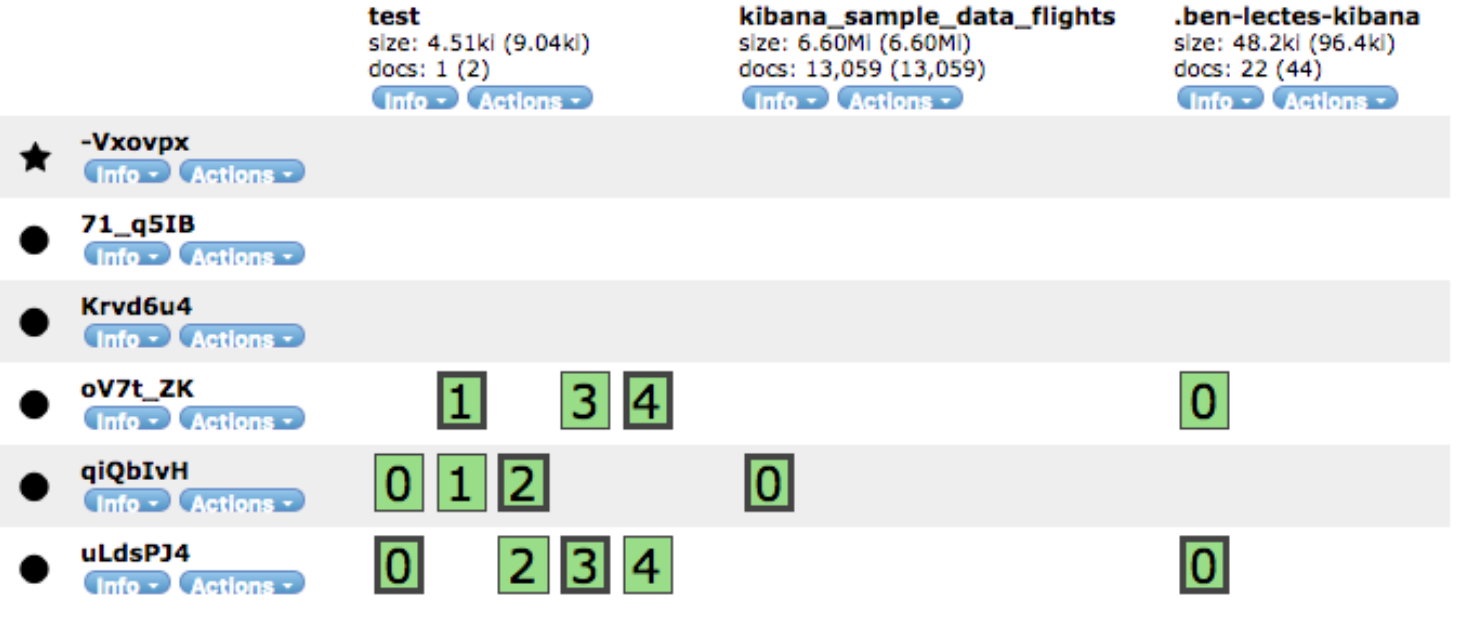 test kibana_sample_data_flights .ben-lectes-kibana
size: 4.51ki (9.04ki) size: 6.60Mi (6.60Mi) size: 48.2ki (96.4ki)
docs: 1 (2) docs: 13,059 (13,059) docs: 22 (44)
Info Actions Info Actions Info Actions
-Vxovpx
Info Actions
71_q5IB
Info Actions
Krvd6u4
Info Actions
oV7t_ZK
Info Actions
1 3 4 0
qiQbIvH
Info Actions
0 1 2 0
uLdsPJ4
Info Actions
0 2 3 4 0